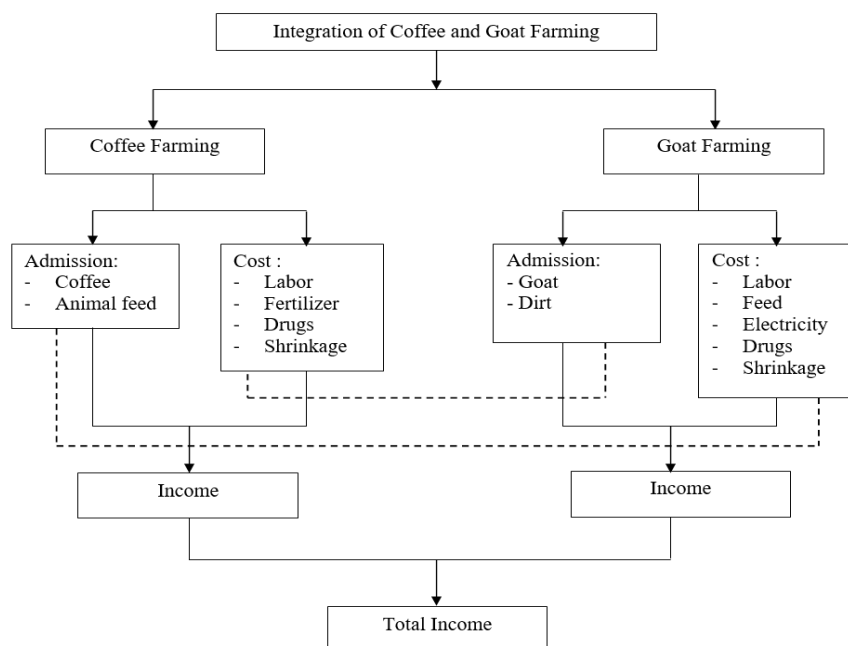 Integration of Coffee and Goat Farming
Coffee Farming
Goat Farming
Admission:
- Coffee
- Animal feed
Cost :
- Labor
- Fertilizer
- Drugs
- Shrinkage
Admission:
- Goat
- Dirt
Cost :
- Labor
- Feed
- Electricity
- Drugs
- Shrinkage
Income
Income
Total Income